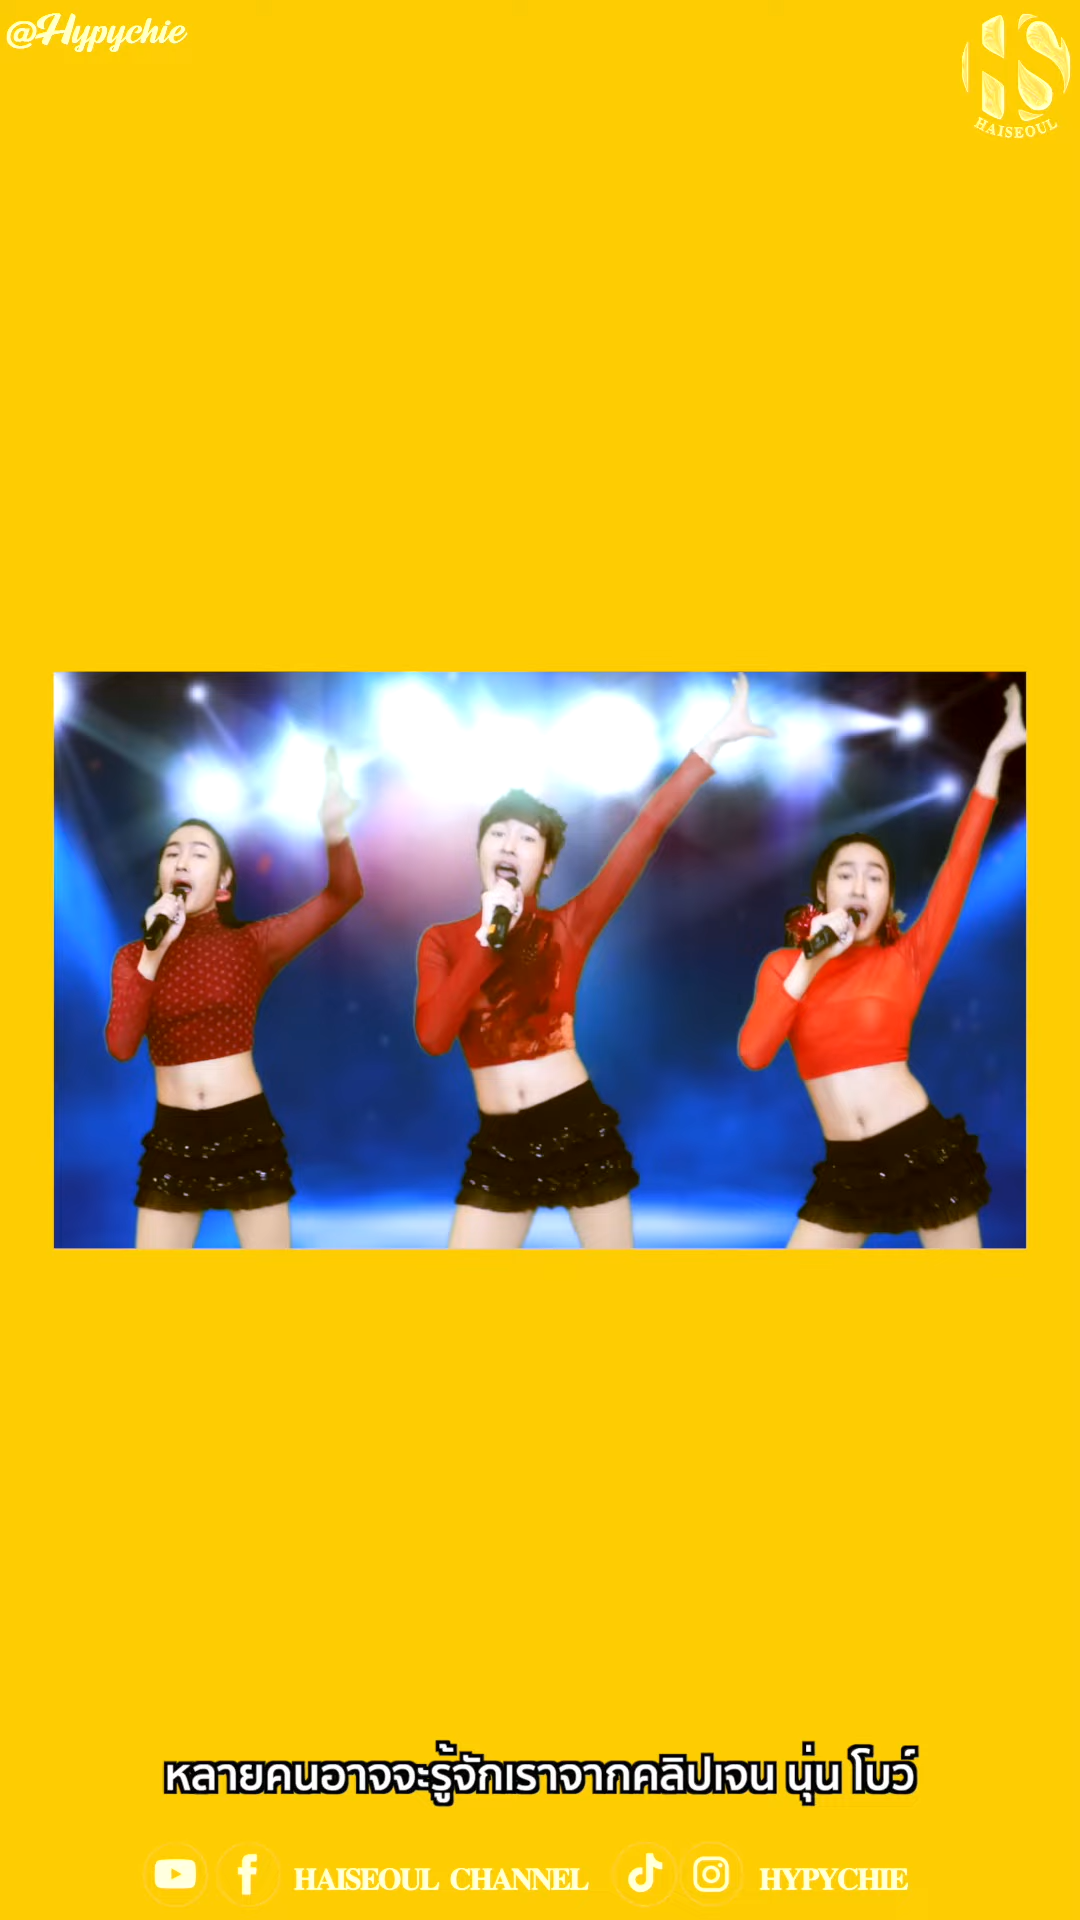 @Hypychie
HS
HAISEOUL
หลายคนอาจจะรู้จักเราจากคลิปเจน นุ่น โบว์
HAISEOUL CHANNEL
HYPYCHIE